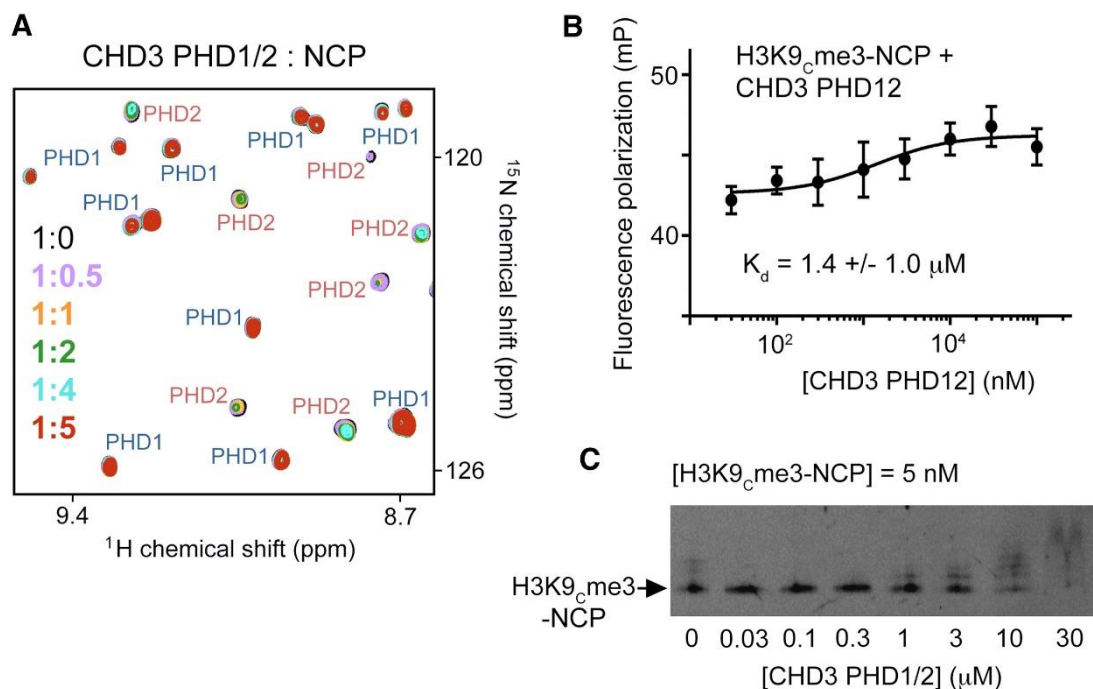 A
CHD3 PHD1/2 : NCP
PHD2
PHD1
PHD1
PHD1
PHD1
PHD2
PHD1
PHD2
PHD2
PHD2
PHD1
PHD2
PHD2
PHD1
PHD1
PHD1
1:0
1:0.5
1:1
1:2
1:4
1:5
120
126
15N chemical shift (ppm)
9.4
8.7
1H chemical shift (ppm)
B
H3K9cme3-NCP +
CHD3 PHD12
50
40
Fluorescence polarization (mP)
Kd = 1.4 +/- 1.0 μM
10²
10⁴
[CHD3 PHD12] (nM)
C
[H3K9cme3-NCP] = 5 nM
H3K9cme3
-NCP
0 0.03 0.1 0.3 1 3 10 30
[CHD3 PHD1/2] (μM)